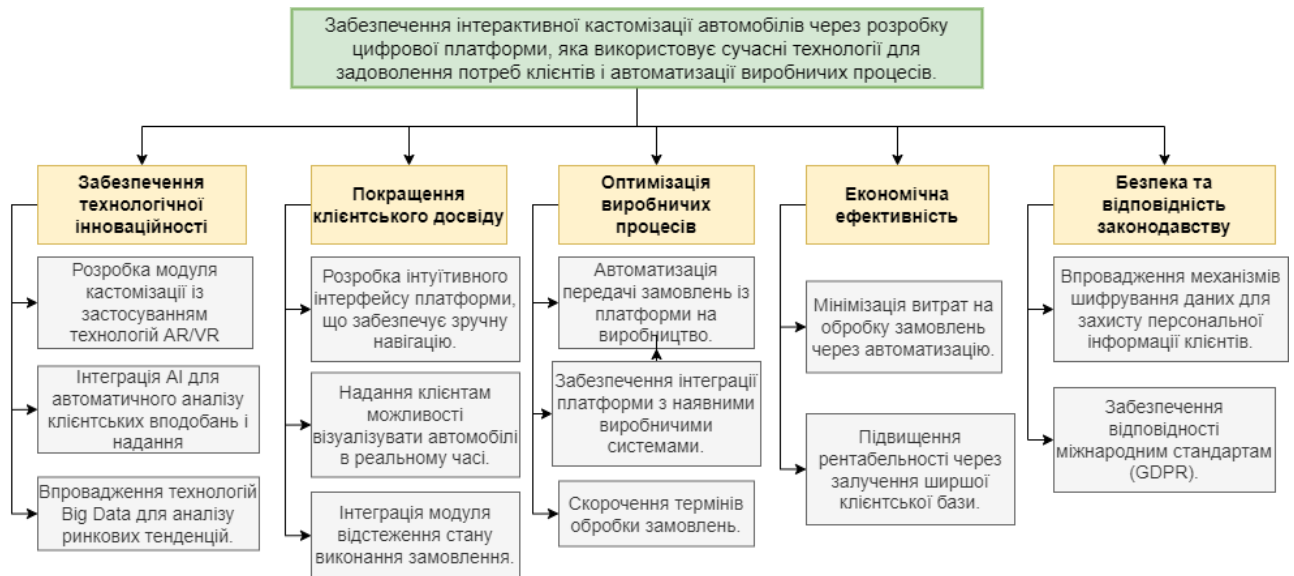 Забезпечення інтерактивної кастомізації автомобілів через розробку
цифрової платформи, яка використовує сучасні технології для
задоволення потреб клієнтів і автоматизації виробничих процесів.
Забезпечення
технологічної
інноваційності
Розробка модуля
кастомізації із
застосуванням
технологій AR/VR
Інтеграція AI для
автоматичного аналізу
клієнтських вподобань і
надання
Впровадження технологій
Big Data для аналізу
ринкових тенденцій.
Покращення
клієнтського досвіду
Розробка інтуїтивного
інтерфейсу платформи,
що забезпечує зручну
навігацію.
Надання клієнтам
можливості
візуалізувати автомобілі
в реальному часі.
Інтеграція модуля
відстеження стану
виконання замовлення.
Оптимізація
виробничих
процесів
Автоматизація
передачі замовлень із
платформи на
виробництво.
Забезпечення інтеграції
платформи з наявними
виробничими
системами.
Скорочення термінів
обробки замовлень.
Економічна
ефективність
Мінімізація витрат на
обробку замовлень
через автоматизацію.
Підвищення
рентабельності через
залучення ширшої
клієнтської бази.
Безпека та
відповідність
законодавству
Впровадження механізмів
шифрування даних для
захисту персональної
інформації клієнтів.
Забезпечення
відповідності
міжнародним стандартам
(GDPR).